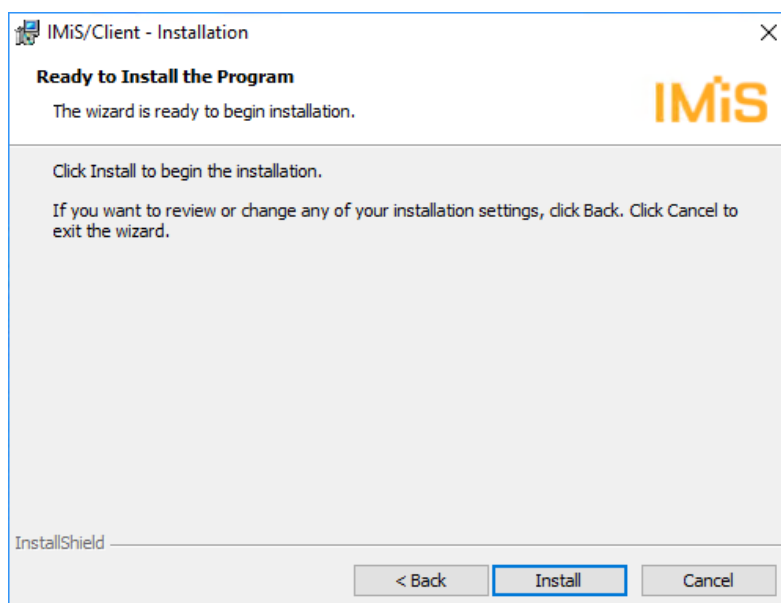 IMiS/Client - Installation
Ready to Install the Program
The wizard is ready to begin installation.
IMiS
Click Install to begin the installation.
If you want to review or change any of your installation settings, click Back. Click Cancel to
exit the wizard.
InstallShield
< Back
Install
Cancel